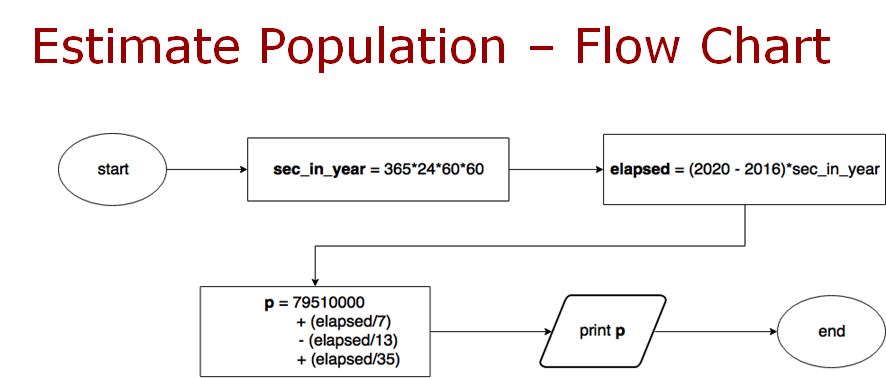 Estimate Population – Flow Chart
start
sec_in_year = 365*24*60*60
elapsed = (2020 - 2016)*sec_in_year
p = 79510000
+ (elapsed/7)
- (elapsed/13)
+ (elapsed/35)
print p
end